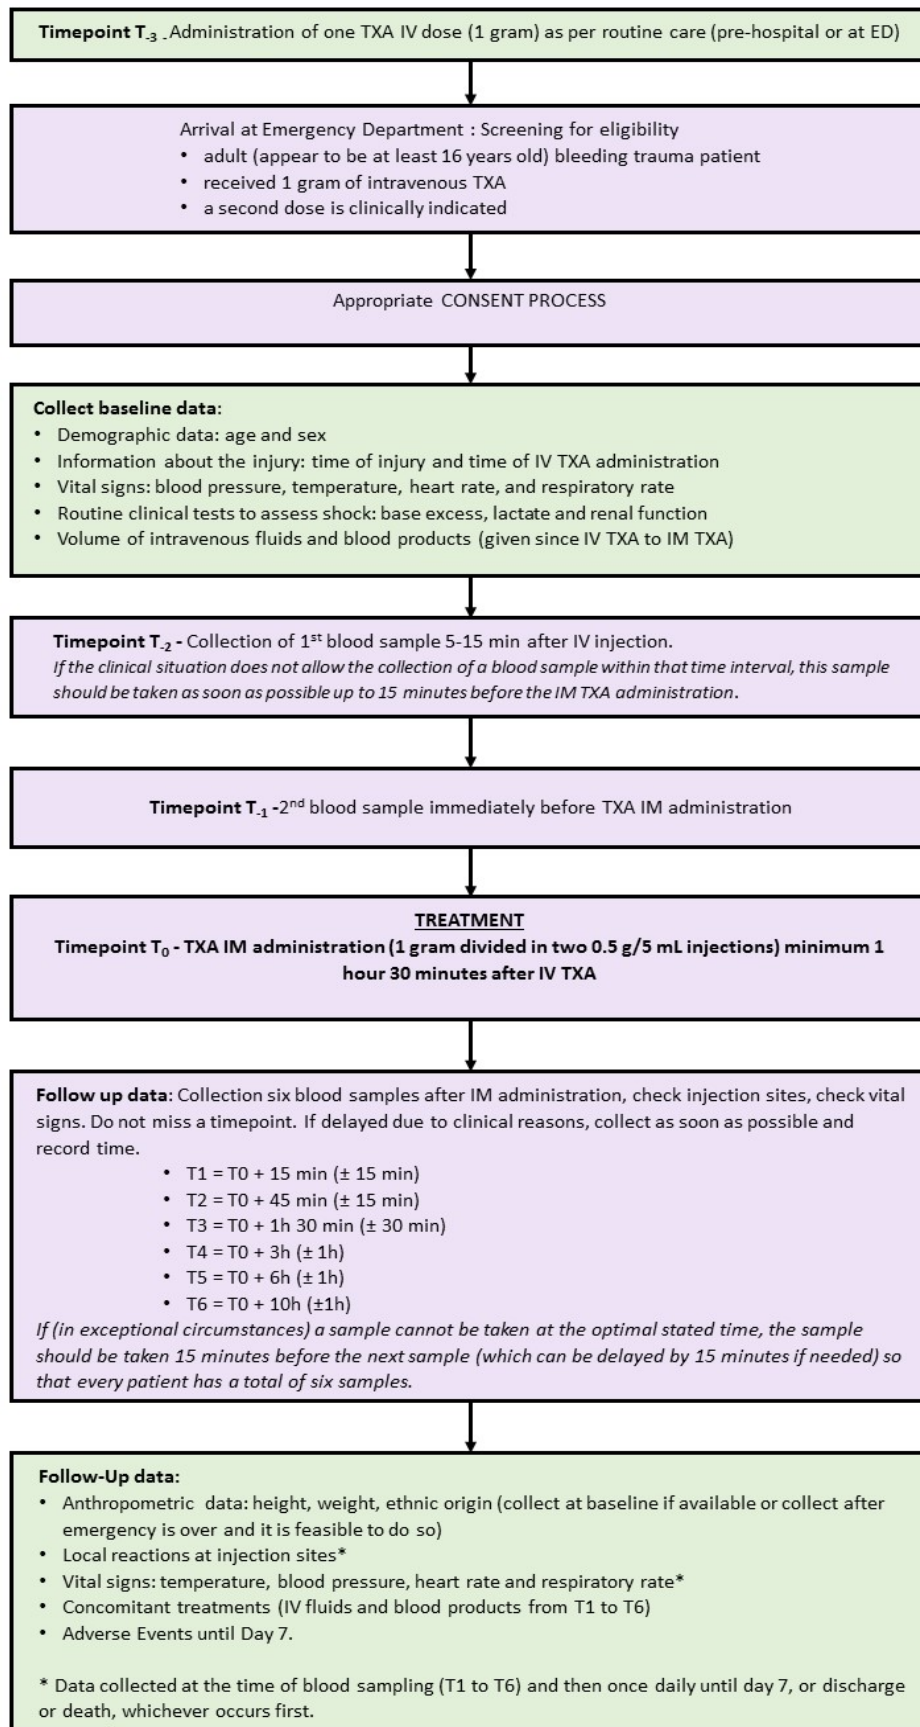 Timepoint T-3 - Administration of one TXA IV dose (1 gram) as per routine care (pre-hospital or at ED)
Arrival at Emergency Department : Screening for eligibility
• adult (appear to be at least 16 years old) bleeding trauma patient
• received 1 gram of intravenous TXA
• a second dose is clinically indicated
Appropriate CONSENT PROCESS
Collect baseline data:
• Demographic data: age and sex
• Information about the injury: time of injury and time of IV TXA administration
• Vital signs: blood pressure, temperature, heart rate, and respiratory rate
• Routine clinical tests to assess shock: base excess, lactate and renal function
• Volume of intravenous fluids and blood products (given since IV TXA to IM TXA)
Timepoint T-2 - Collection of 1st blood sample 5-15 min after IV injection.
If the clinical situation does not allow the collection of a blood sample within that time interval, this sample
should be taken as soon as possible up to 15 minutes before the IM TXA administration.
Timepoint T-1 -2nd blood sample immediately before TXA IM administration
TREATMENT
Timepoint T0 - TXA IM administration (1 gram divided in two 0.5 g/5 mL injections) minimum 1
hour 30 minutes after IV TXA
Follow up data: Collection six blood samples after IM administration, check injection sites, check vital
signs. Do not miss a timepoint. If delayed due to clinical reasons, collect as soon as possible and
record time.
• T1 = T0 + 15 min (± 15 min)
• T2 = T0 + 45 min (± 15 min)
• T3 = T0 + 1h 30 min (± 30 min)
• T4 = T0 + 3h (± 1h)
• T5 = T0 + 6h (± 1h)
• T6 = T0 + 10h (±1h)
If (in exceptional circumstances) a sample cannot be taken at the optimal stated time, the sample
should be taken 15 minutes before the next sample (which can be delayed by 15 minutes if needed) so
that every patient has a total of six samples.
Follow-Up data:
• Anthropometric data: height, weight, ethnic origin (collect at baseline if available or collect after
emergency is over and it is feasible to do so)
• Local reactions at injection sites*
• Vital signs: temperature, blood pressure, heart rate and respiratory rate*
• Concomitant treatments (IV fluids and blood products from T1 to T6)
• Adverse Events until Day 7.
* Data collected at the time of blood sampling (T1 to T6) and then once daily until day 7, or discharge
or death, whichever occurs first.